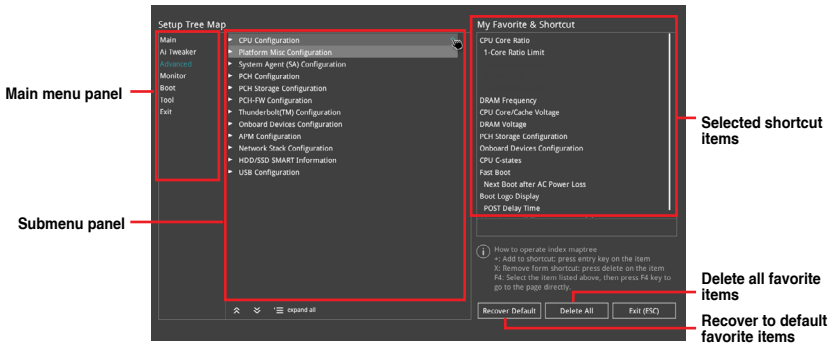 Setup Tree Map
My Favorite & Shortcut
Main
Ai Tweaker
Advanced
Monitor
Boot
Tool
Exit
CPU Configuration
Platform Misc Configuration
System Agent (SA) Configuration
PCH Configuration
PCH Storage Configuration
PCH-FW Configuration
Thunderbolt(TM) Configuration
Onboard Devices Configuration
APM Configuration
Network Stack Configuration
HDD/SSD SMART Information
USB Configuration
CPU Core Ratio
1-Core Ratio Limit
DRAM Frequency
CPU Core/Cache Voltage
DRAM Voltage
PCH Storage Configuration
Onboard Devices Configuration
CPU C-states
Fast Boot
Next Boot after AC Power Loss
Boot Logo Display
POST Delay Time
How to operate index maptree
+: Add to shortcut: press entry key on the item
X: Remove form shortcut: press delete on the item
F4: Select the item listed above, then press F4 key to
go to the page directly.
expand all
Recover Default
Delete All
Exit (ESC)
Main menu panel
Submenu panel
Selected shortcut
items
Delete all favorite
items
Recover to default
favorite items